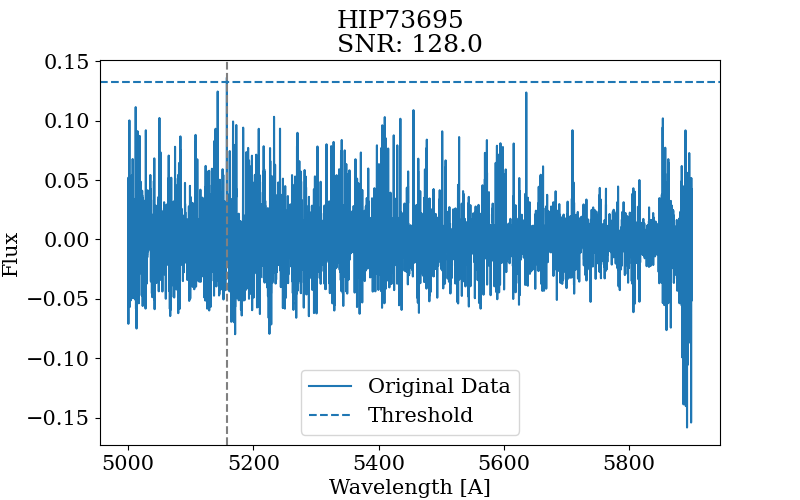 HIP73695
SNR: 128.0
0.15
0.10
0.05
0.00
−0.05
−0.10
−0.15
Flux
Original Data
Threshold
5000 5200 5400 5600 5800
Wavelength [A]